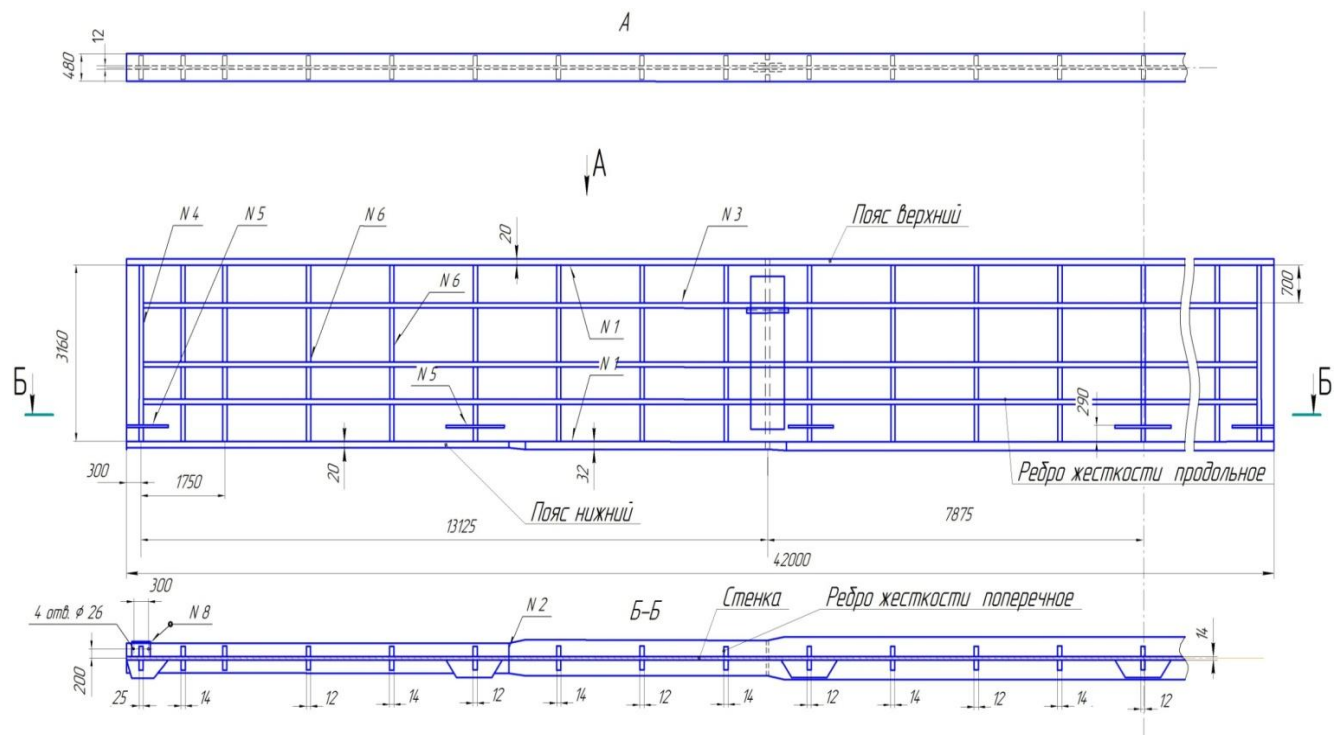 А
12
480
А
N 4
N 5
N 6
20
N 3
Пояс верхний
700
3160
N 6
N 1
N 5
N 1
290
Б
Б
300
1750
20
32
Ребро жесткости продольное
Пояс нижний
13125
7875
42000
300
4 отв. ϕ 26
N 8
N 2
Б-Б
Стенка
Ребро жесткости поперечное
14
200
25
14
12
14
12
14
12
14
12
14
12
14
12